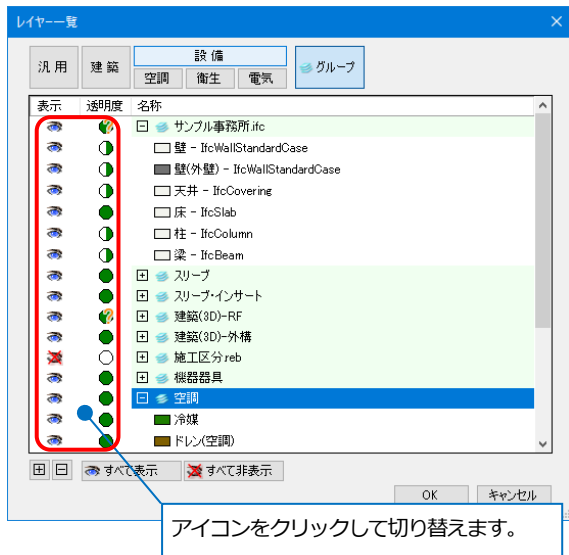 レイヤー一覧
汎用 建築 設備 グループ
空調 衛生 電気
表示 透明度 名称
サンプル事務所.ifc
壁 - IfcWallStandardCase
壁(外壁) - IfcWallStandardCase
天井 - IfcCovering
床 - IfcSlab
柱 - IfcColumn
梁 - IfcBeam
スリーブ
スリーブ・インサート
建築(3D)-RF
建築(3D)-外構
施工区分reb
機器器具
空調
冷媒
ドレン(空調)
すべて表示 すべて非表示
OK キャンセル
アイコンをクリックして切り替えます。